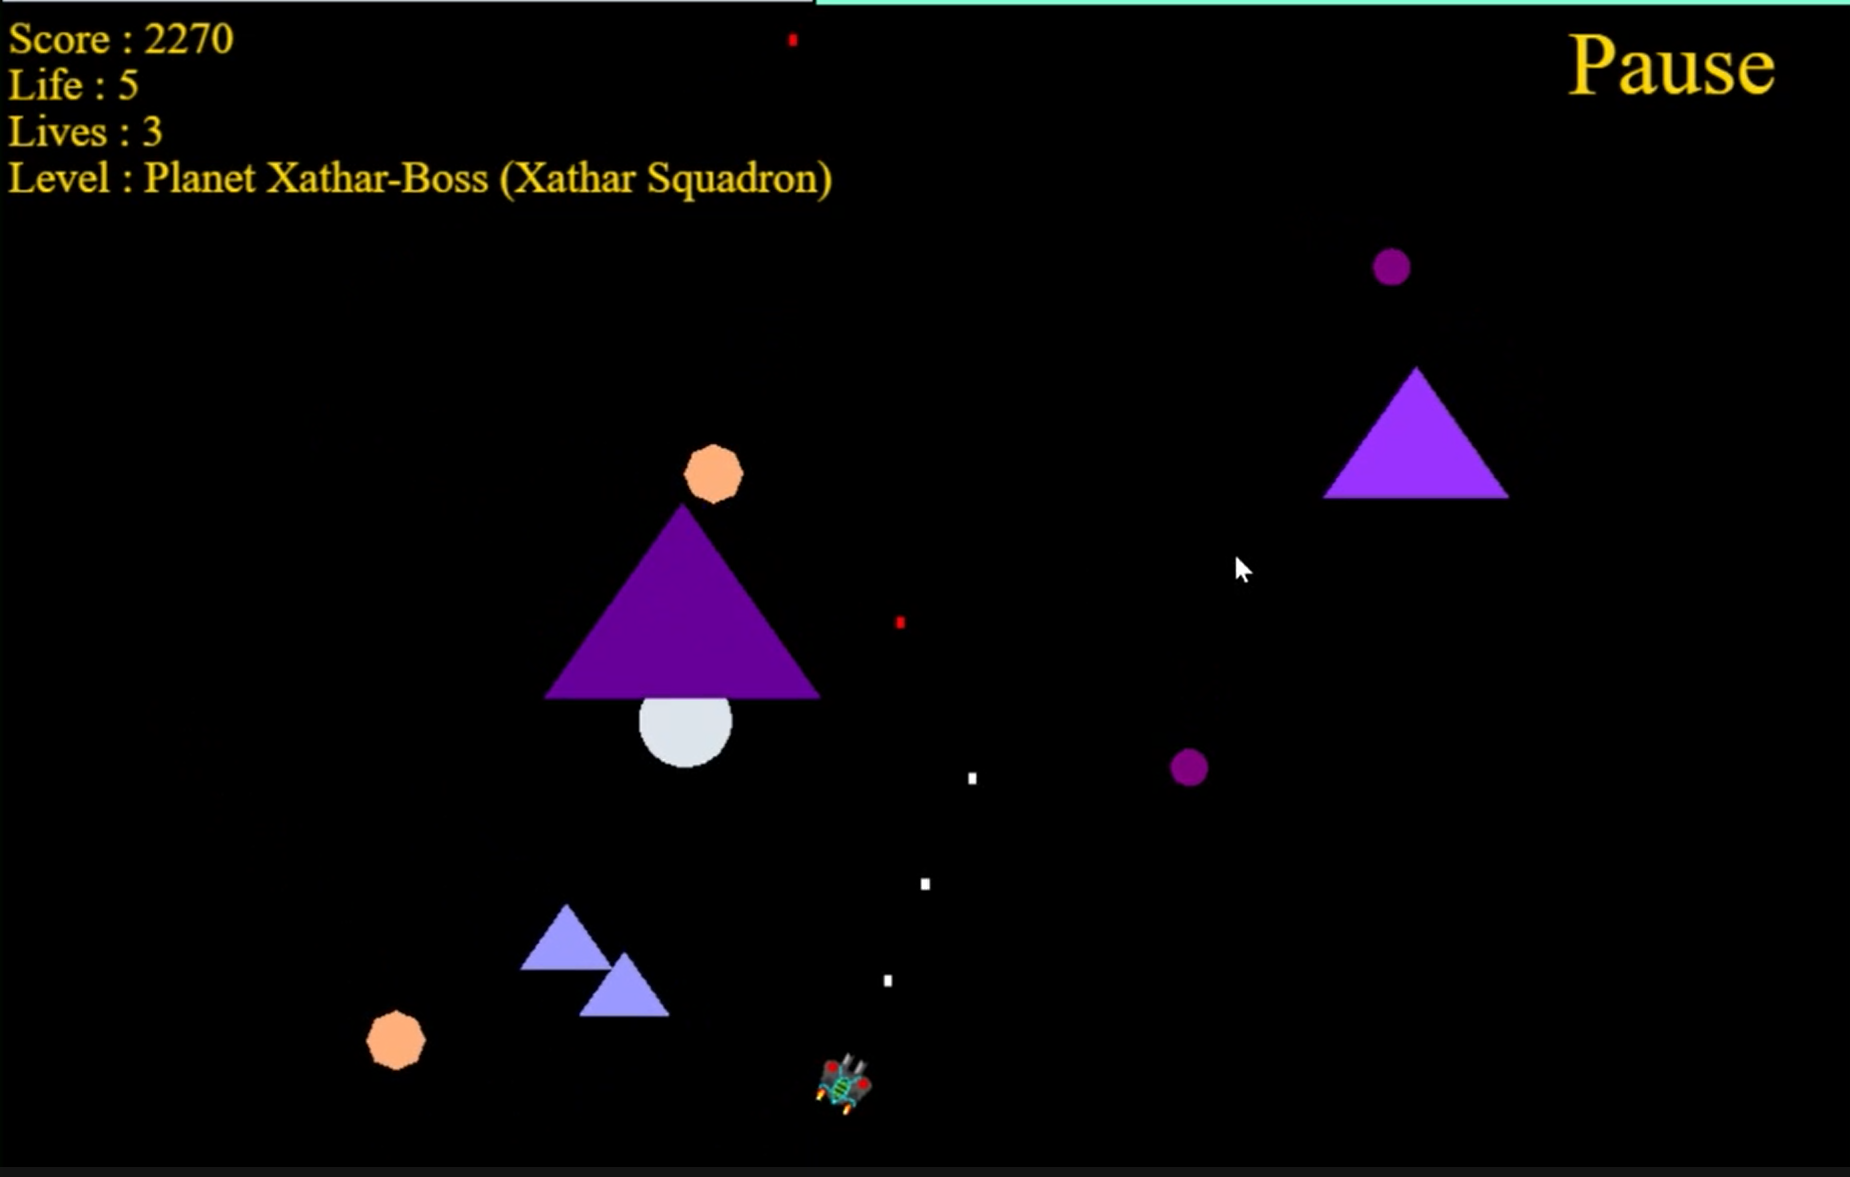 Score : 2270
Pause
Life : 5
Lives : 3
Level : Planet Xathar-Boss (Xathar Squadron)